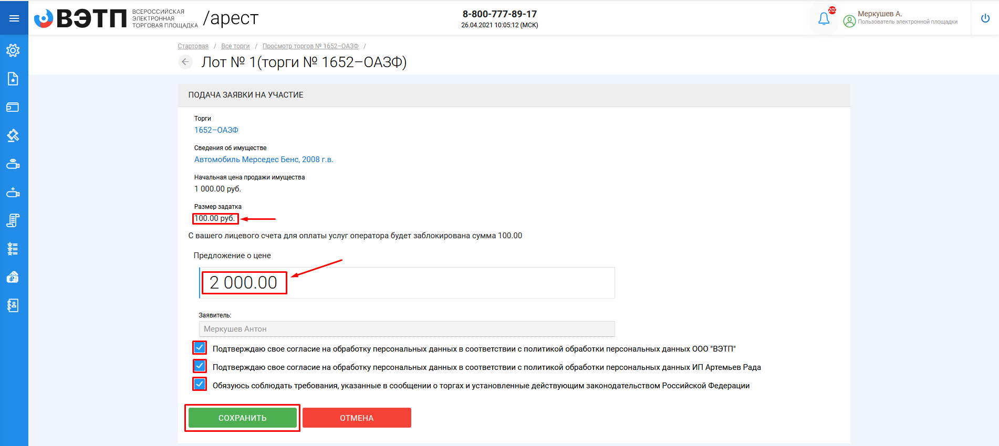 ВЭТП
ВСЕРОССИЙСКАЯ
ЭЛЕКТРОННАЯ
ТОРГОВАЯ ПЛОЩАДКА
/арест
8-800-777-89-17
26.04.2021 10:05:12 (МСК)
Меркушев А.
Пользователь электронной площадки
Стартовая / Все торги / Просмотр торгов № 1652–ОАЗФ /
Лот № 1(торги № 1652–ОАЗФ)
ПОДАЧА ЗАЯВКИ НА УЧАСТИЕ
Торги
1652–ОАЗФ
Сведения об имуществе
Автомобиль Мерседес Бенс, 2008 г.в.
Начальная цена продажи имущества
1 000.00 руб.
Размер задатка
100.00 руб.
С вашего лицевого счета для оплаты услуг оператора будет заблокирована сумма 100.00
Предложение о цене
2 000.00
Заявитель:
Меркушев Антон
Подтверждаю свое согласие на обработку персональных данных в соответствии с политикой обработки персональных данных ООО "ВЭТП"
Подтверждаю свое согласие на обработку персональных данных в соответствии с политикой обработки персональных данных ИП Артемьев Рада
Обязуюсь соблюдать требования, указанные в сообщении о торгах и установленные действующим законодательством Российской Федерации
СОХРАНИТЬ
ОТМЕНА